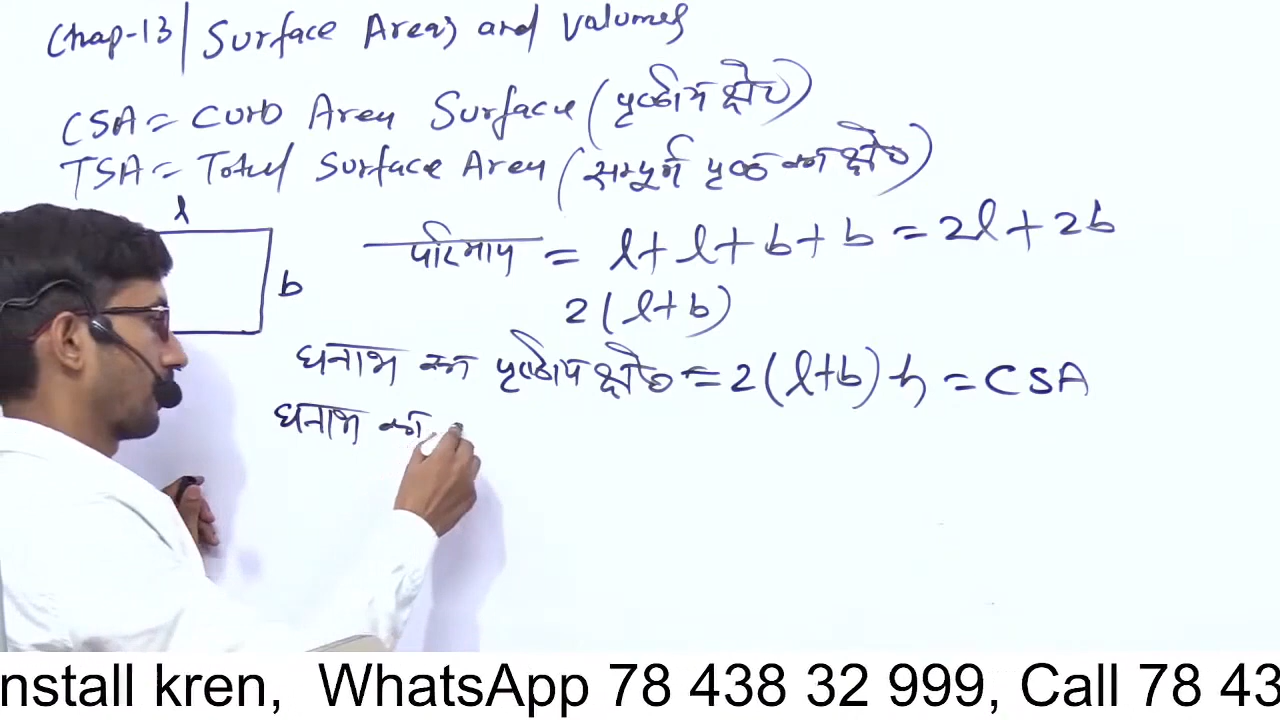 Chap-13 | Surface Areas and Volumes
CSA = Curb Area Surface (पृष्ठीय क्षेत्र)
TSA = Total Surface Area (सम्पूर्ण पृष्ठ का क्षेत्र)
l
b
परिमाप = l + l + b + b = 2l + 2b
2(l+b)
घनाभ का पृष्ठीय क्षेत्र = 2(l+b)h = CSA
घनाभ का
nstall kren, WhatsApp 78 438 32 999, Call 78 43